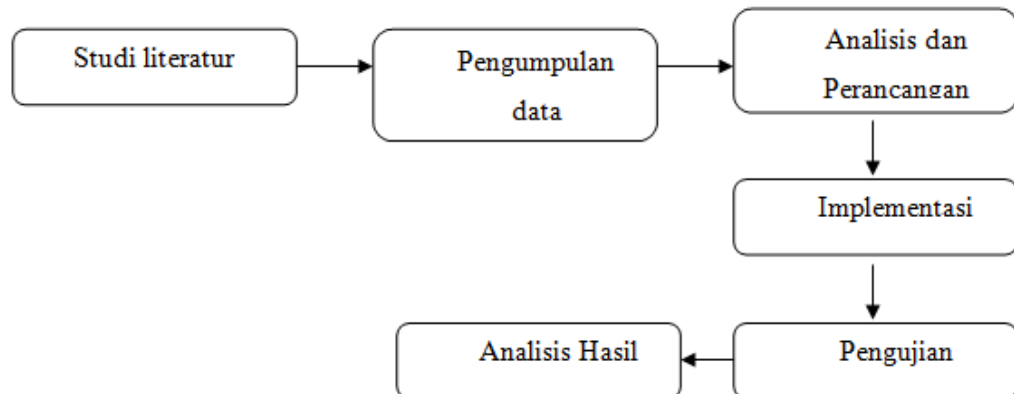 Studi literatur
Pengumpulan
data
Analisis dan
Perancangan
Implementasi
Pengujian
Analisis Hasil